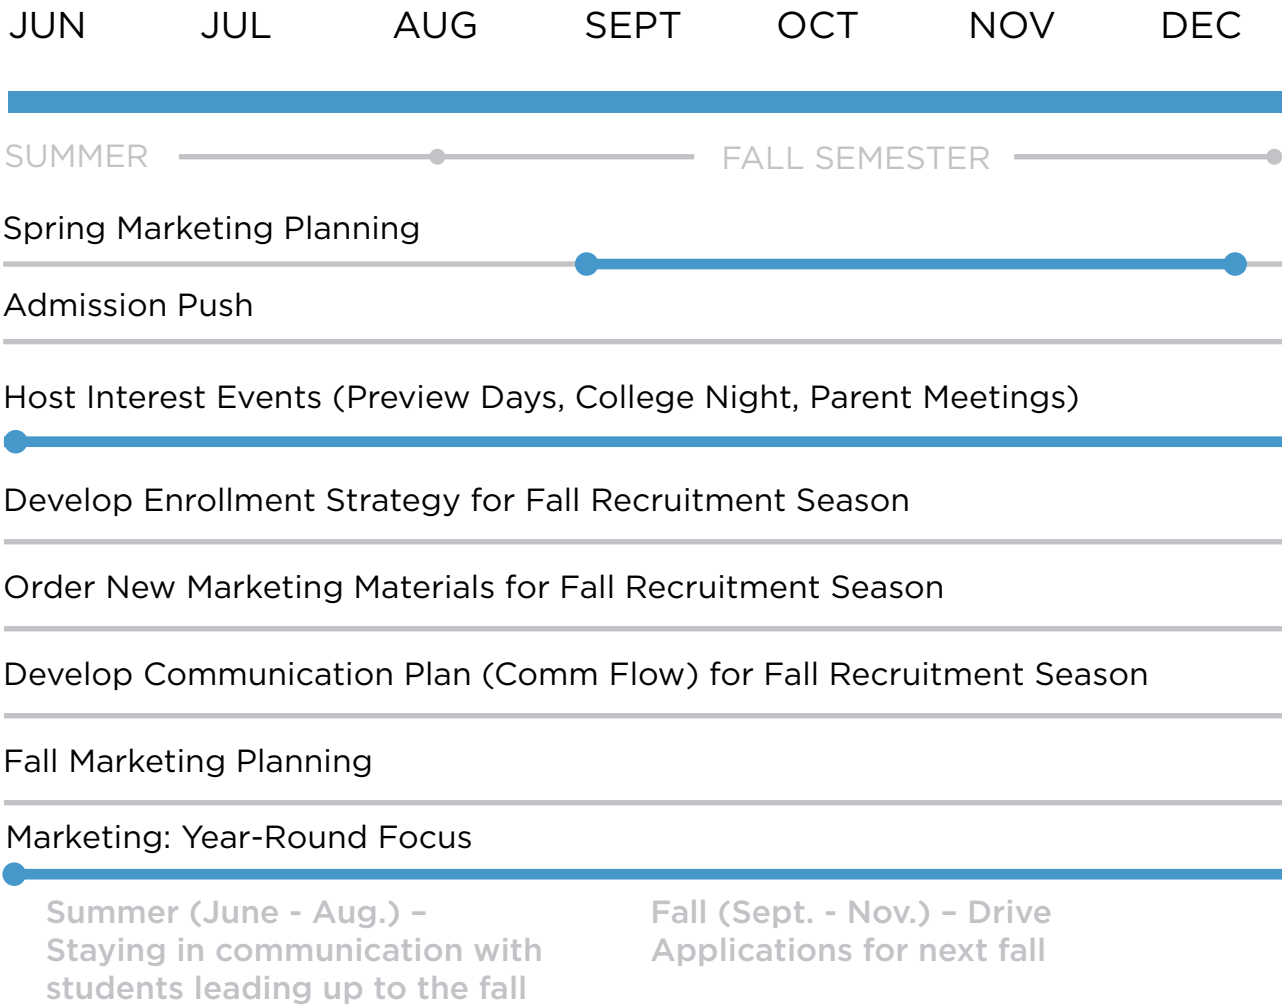 JUN JUL AUG SEPT OCT NOV DEC
SUMMER FALL SEMESTER
Spring Marketing Planning
Admission Push
Host Interest Events (Preview Days, College Night, Parent Meetings)
Develop Enrollment Strategy for Fall Recruitment Season
Order New Marketing Materials for Fall Recruitment Season
Develop Communication Plan (Comm Flow) for Fall Recruitment Season
Fall Marketing Planning
Marketing: Year-Round Focus
Summer (June - Aug.) –
Staying in communication with
students leading up to the fall
Fall (Sept. - Nov.) – Drive
Applications for next fall